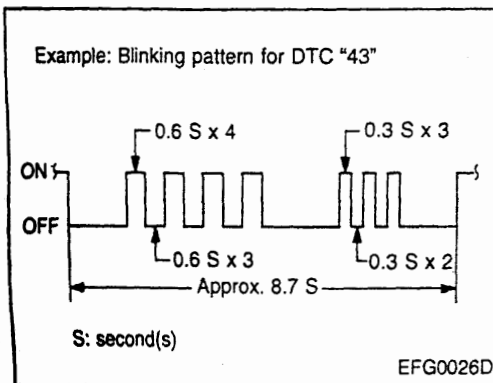 Example: Blinking pattern for DTC “43”
0.6 S x 4
0.3 S x 3
ON
OFF
0.6 S x 3
0.3 S x 2
Approx. 8.7 S
S: second(s)
EFG0026D